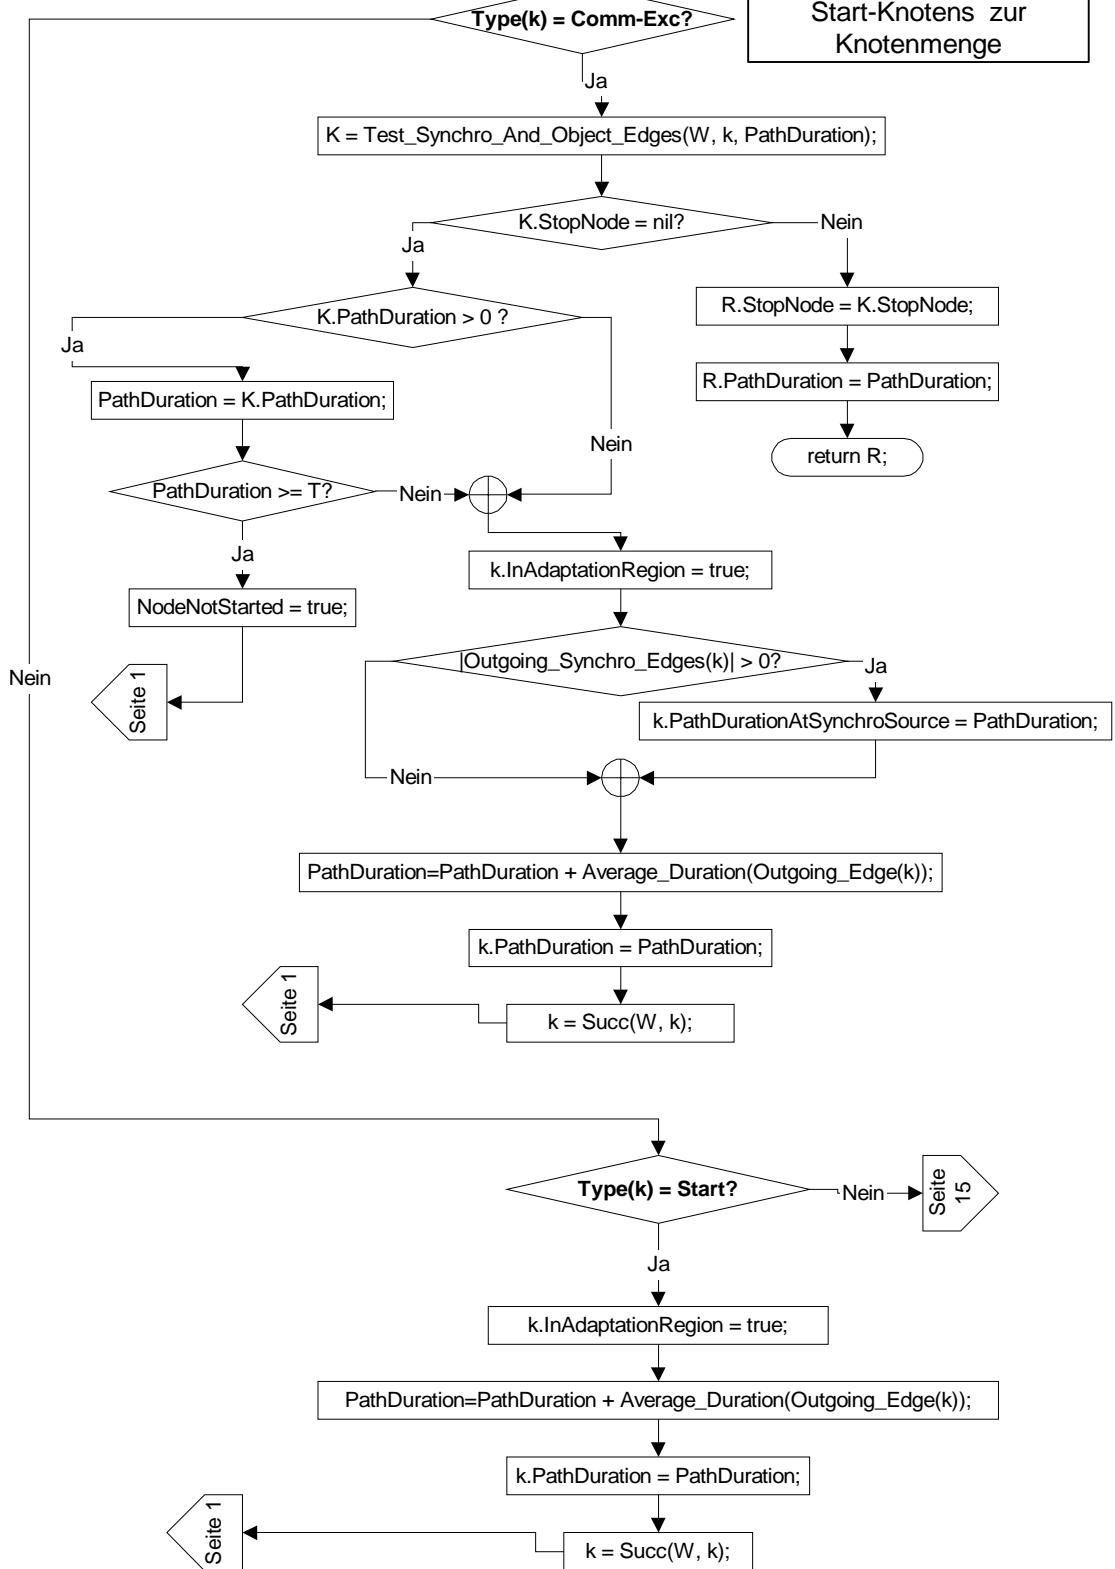 Type(k) = Comm-Exc?
Start-Knotens zur
Knotenmenge
Ja
K = Test_Synchro_And_Object_Edges(W, k, PathDuration);
K.StopNode = nil?
Nein
Ja
K.PathDuration > 0 ?
R.StopNode = K.StopNode;
Ja
R.PathDuration = PathDuration;
PathDuration = K.PathDuration;
Nein
return R;
PathDuration >= T?
Nein
Ja
k.InAdaptationRegion = true;
NodeNotStarted = true;
|Outgoing_Synchro_Edges(k)| > 0?
Ja
Nein
Seite 1
k.PathDurationAtSynchroSource = PathDuration;
Nein
PathDuration=PathDuration + Average_Duration(Outgoing_Edge(k));
k.PathDuration = PathDuration;
Seite 1
k = Succ(W, k);
Type(k) = Start?
Nein
Seite
15
Ja
k.InAdaptationRegion = true;
PathDuration=PathDuration + Average_Duration(Outgoing_Edge(k));
k.PathDuration = PathDuration;
Seite 1
k = Succ(W, k);